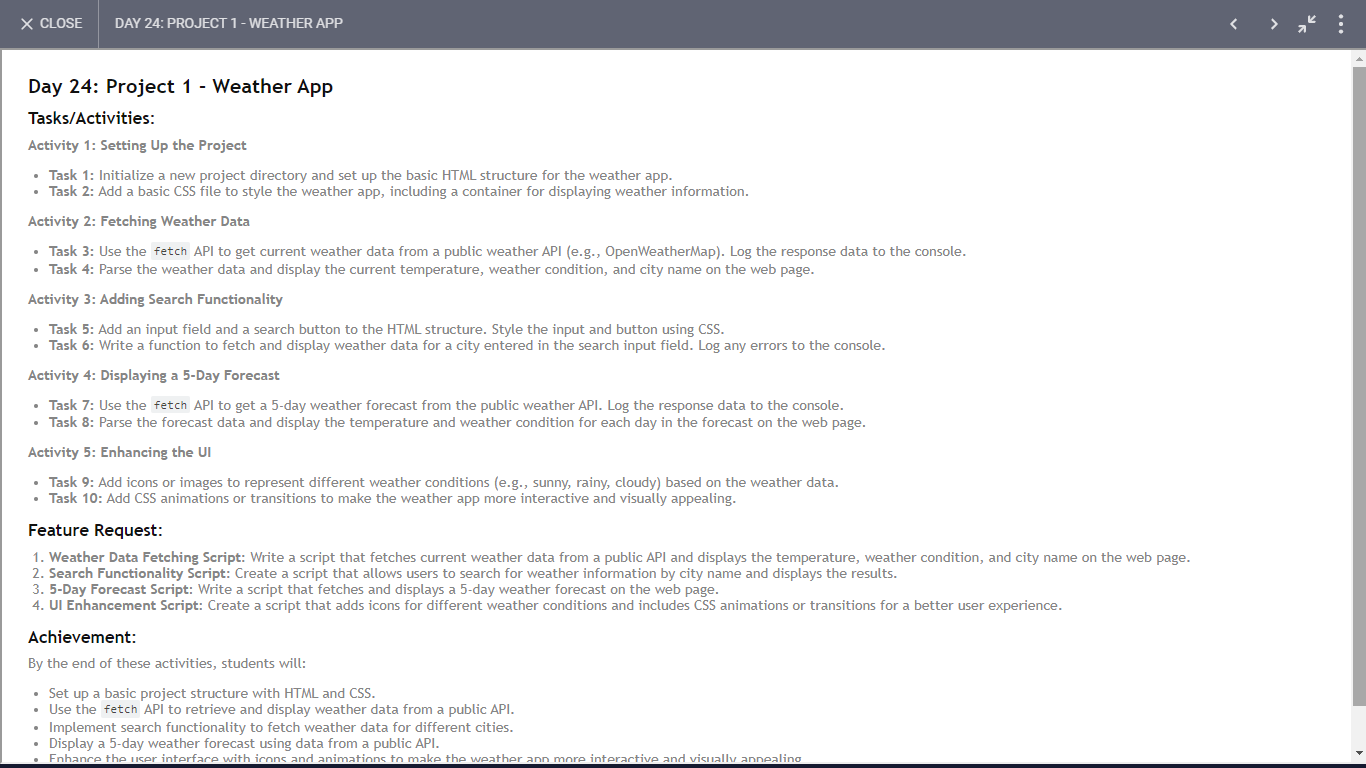 CLOSE
DAY 24: PROJECT 1 - WEATHER APP
Day 24: Project 1 - Weather App
Tasks/Activities:
Activity 1: Setting Up the Project
• Task 1: Initialize a new project directory and set up the basic HTML structure for the weather app.
• Task 2: Add a basic CSS file to style the weather app, including a container for displaying weather information.
Activity 2: Fetching Weather Data
• Task 3: Use the fetch API to get current weather data from a public weather API (e.g., OpenWeatherMap). Log the response data to the console.
• Task 4: Parse the weather data and display the current temperature, weather condition, and city name on the web page.
Activity 3: Adding Search Functionality
• Task 5: Add an input field and a search button to the HTML structure. Style the input and button using CSS.
• Task 6: Write a function to fetch and display weather data for a city entered in the search input field. Log any errors to the console.
Activity 4: Displaying a 5-Day Forecast
• Task 7: Use the fetch API to get a 5-day weather forecast from the public weather API. Log the response data to the console.
• Task 8: Parse the forecast data and display the temperature and weather condition for each day in the forecast on the web page.
Activity 5: Enhancing the UI
• Task 9: Add icons or images to represent different weather conditions (e.g., sunny, rainy, cloudy) based on the weather data.
• Task 10: Add CSS animations or transitions to make the weather app more interactive and visually appealing.
Feature Request:
1. Weather Data Fetching Script: Write a script that fetches current weather data from a public API and displays the temperature, weather condition, and city name on the web page.
2. Search Functionality Script: Create a script that allows users to search for weather information by city name and displays the results.
3. 5-Day Forecast Script: Write a script that fetches and displays a 5-day weather forecast on the web page.
4. UI Enhancement Script: Create a script that adds icons for different weather conditions and includes CSS animations or transitions for a better user experience.
Achievement:
By the end of these activities, students will:
• Set up a basic project structure with HTML and CSS.
• Use the fetch API to retrieve and display weather data from a public API.
• Implement search functionality to fetch weather data for different cities.
• Display a 5-day weather forecast using data from a public API.
• Enhance the user interface with icons and animations to make the weather app more interactive and visually appealing.